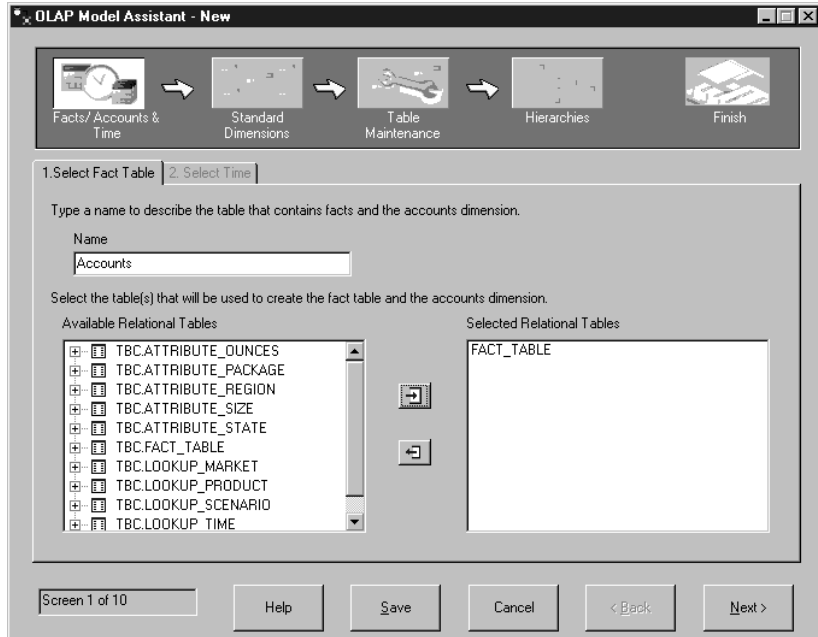 OLAP Model Assistant - New
Facts/ Accounts &
Time
Standard
Dimensions
Table
Maintenance
Hierarchies
Finish
1.Select Fact Table
2. Select Time
Type a name to describe the table that contains facts and the accounts dimension.
Name
Accounts
Select the table(s) that will be used to create the fact table and the accounts dimension.
Available Relational Tables
Selected Relational Tables
TBC.ATTRIBUTE_OUNCES
TBC.ATTRIBUTE_PACKAGE
TBC.ATTRIBUTE_REGION
TBC.ATTRIBUTE_SIZE
TBC.ATTRIBUTE_STATE
TBC.FACT_TABLE
TBC.LOOKUP_MARKET
TBC.LOOKUP_PRODUCT
TBC.LOOKUP_SCENARIO
TBC.LOOKUP_TIME
FACT_TABLE
Screen 1 of 10
Help
Save
Cancel
< Back
Next >